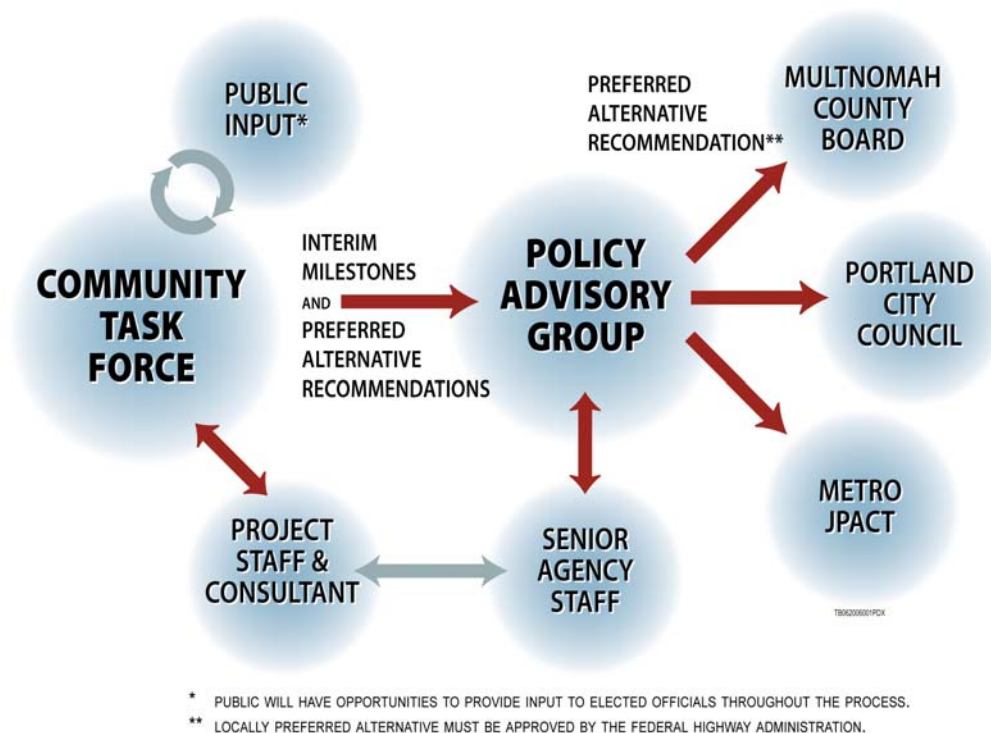 PUBLIC
INPUT*
COMMUNITY
TASK
FORCE
INTERIM
MILESTONES
AND
PREFERRED
ALTERNATIVE
RECOMMENDATIONS
POLICY
ADVISORY
GROUP
PREFERRED
ALTERNATIVE
RECOMMENDATION**
MULTNOMAH
COUNTY
BOARD
PORTLAND
CITY
COUNCIL
METRO
JPACT
PROJECT
STAFF &
CONSULTANT
SENIOR
AGENCY
STAFF
TB062006001PDX
* PUBLIC WILL HAVE OPPORTUNITIES TO PROVIDE INPUT TO ELECTED OFFICIALS THROUGHOUT THE PROCESS.
** LOCALLY PREFERRED ALTERNATIVE MUST BE APPROVED BY THE FEDERAL HIGHWAY ADMINISTRATION.